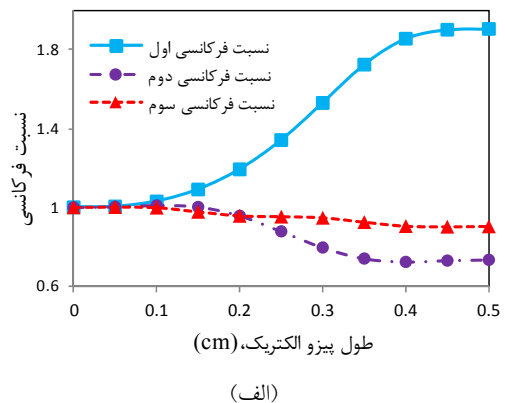 1.8
1.4
1
0.6
نسبت فرکانسی
نسبت فرکانسی اول
نسبت فرکانسی دوم
نسبت فرکانسی سوم
0 0.1 0.2 0.3 0.4 0.5
طول پیزو الکتریک،(cm)
(الف)